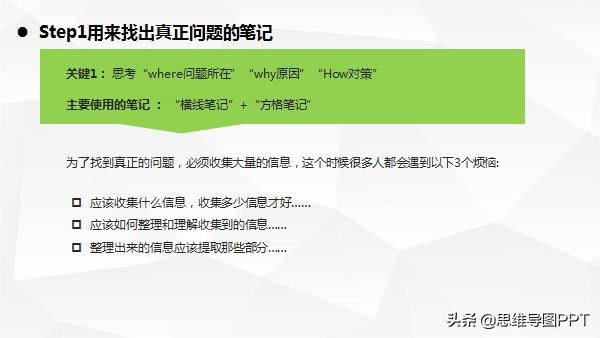 Step1用来找出真正问题的笔记
关键1： 思考“where问题所在”“why原因”“How对策”
主要使用的笔记 ： “横线笔记”+“方格笔记”
为了找到真正的问题，必须收集大量的信息，这个时候很多人都会遇到以下3个烦恼:
应该收集什么信息，收集多少信息才好......
应该如何整理和理解收集到的信息......
整理出来的信息应该提取那些部分......
头条 @思维导图PPT